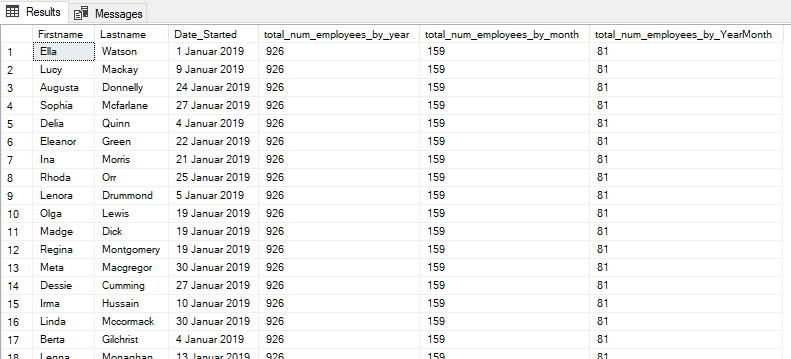 Results Messages
Firstname Lastname Date_Started total_num_employees_by_year total_num_employees_by_month total_num_employees_by_YearMonth
1 Ella Watson 1 Januar 2019 926 159 81
2 Lucy Mackay 9 Januar 2019 926 159 81
3 Augusta Donnelly 24 Januar 2019 926 159 81
4 Sophia Mcfarlane 27 Januar 2019 926 159 81
5 Delia Quinn 4 Januar 2019 926 159 81
6 Eleanor Green 22 Januar 2019 926 159 81
7 Ina Morris 21 Januar 2019 926 159 81
8 Rhoda Orr 25 Januar 2019 926 159 81
9 Lenora Drummond 5 Januar 2019 926 159 81
10 Olga Lewis 19 Januar 2019 926 159 81
11 Madge Dick 19 Januar 2019 926 159 81
12 Regina Montgomery 19 Januar 2019 926 159 81
13 Meta Macgregor 30 Januar 2019 926 159 81
14 Dessie Cumming 27 Januar 2019 926 159 81
15 Irma Hussain 10 Januar 2019 926 159 81
16 Linda Mccormack 30 Januar 2019 926 159 81
17 Berta Gilchrist 4 Januar 2019 926 159 81
18 Lenna Monaghan 13 Januar 2019 926 159 81